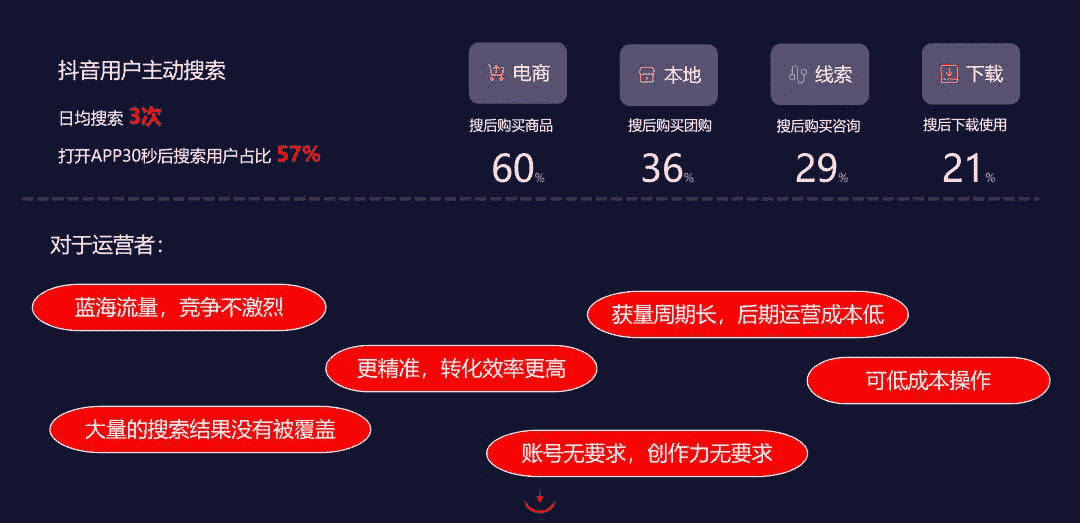 抖音用户主动搜索
日均搜索 3次
打开APP30秒后搜索用户占比 57%
电商
搜后购买商品
60%
本地
搜后购买团购
36%
线索
搜后购买咨询
29%
下载
搜后下载使用
21%
对于运营者：
蓝海流量，竞争不激烈
获量周期长，后期运营成本低
更精准，转化效率更高
可低成本操作
大量的搜索结果没有被覆盖
账号无要求，创作力无要求